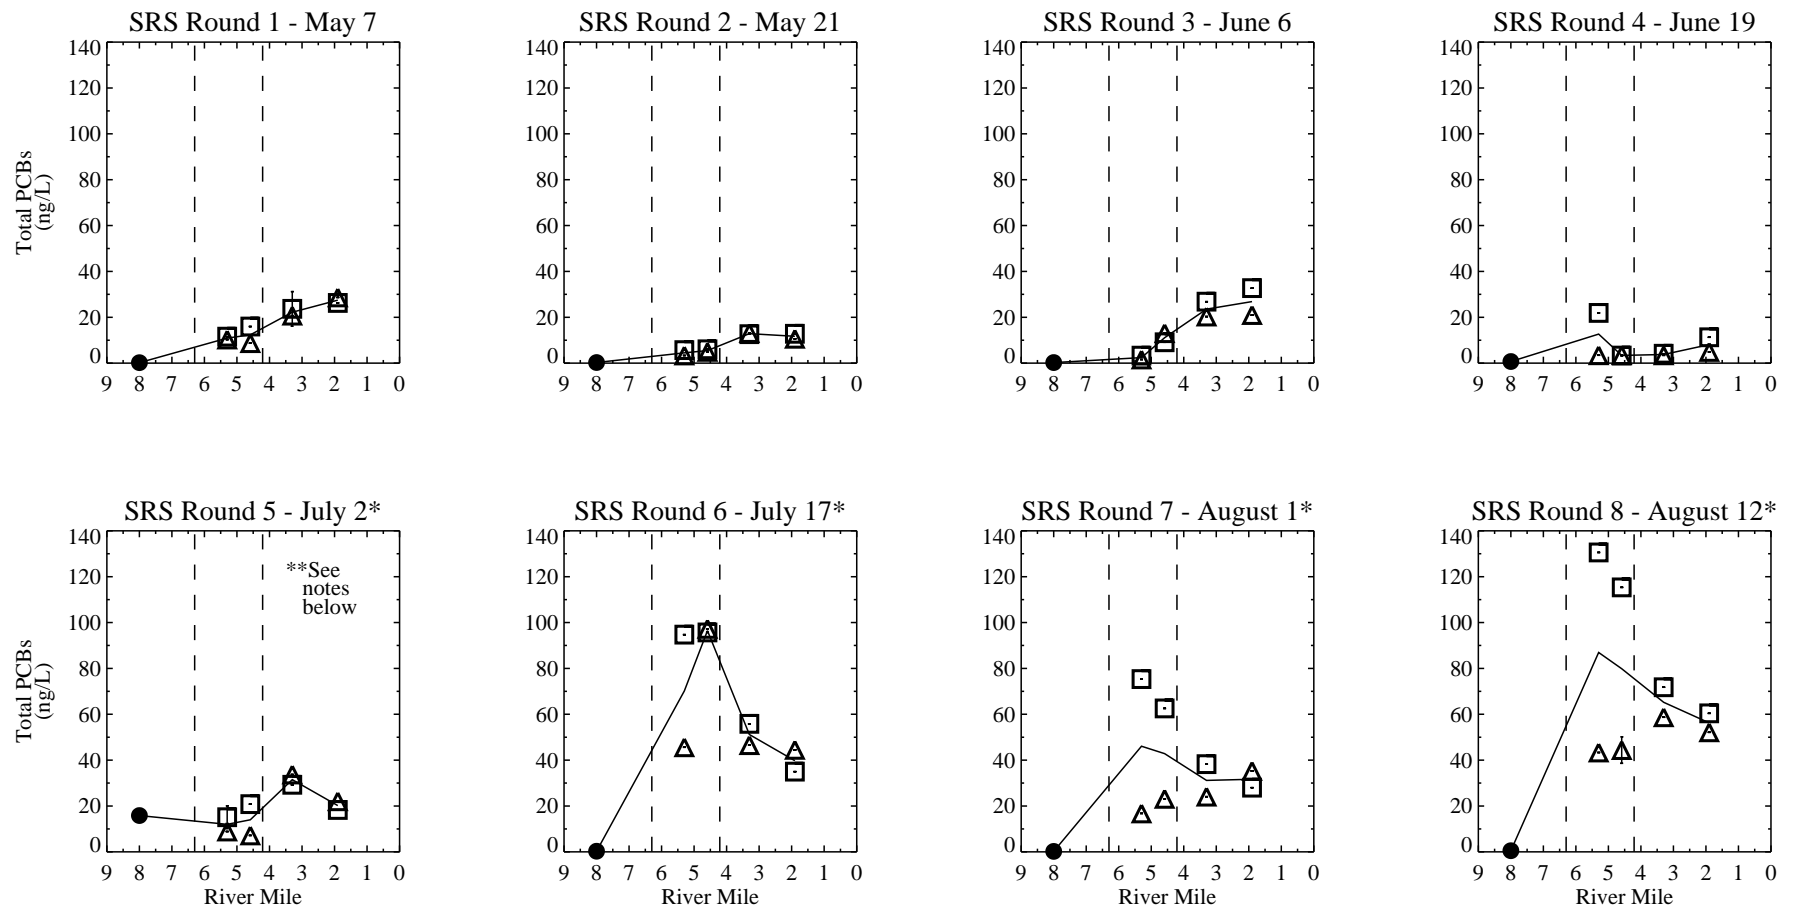 SRS Round 1 - May 7
SRS Round 2 - May 21
SRS Round 3 - June 6
SRS Round 4 - June 19
140
120
100
80
60
40
20
0
Total PCBs
(ng/L)
9 8 7 6 5 4 3 2 1 0
140
120
100
80
60
40
20
0
9 8 7 6 5 4 3 2 1 0
140
120
100
80
60
40
20
0
9 8 7 6 5 4 3 2 1 0
140
120
100
80
60
40
20
0
9 8 7 6 5 4 3 2 1 0
SRS Round 5 - July 2*
SRS Round 6 - July 17*
SRS Round 7 - August 1*
SRS Round 8 - August 12*
140
120
100
80
60
40
20
0
Total PCBs
(ng/L)
**See
notes
below
9 8 7 6 5 4 3 2 1 0
River Mile
140
120
100
80
60
40
20
0
9 8 7 6 5 4 3 2 1 0
River Mile
140
120
100
80
60
40
20
0
9 8 7 6 5 4 3 2 1 0
River Mile
140
120
100
80
60
40
20
0
9 8 7 6 5 4 3 2 1 0
River Mile